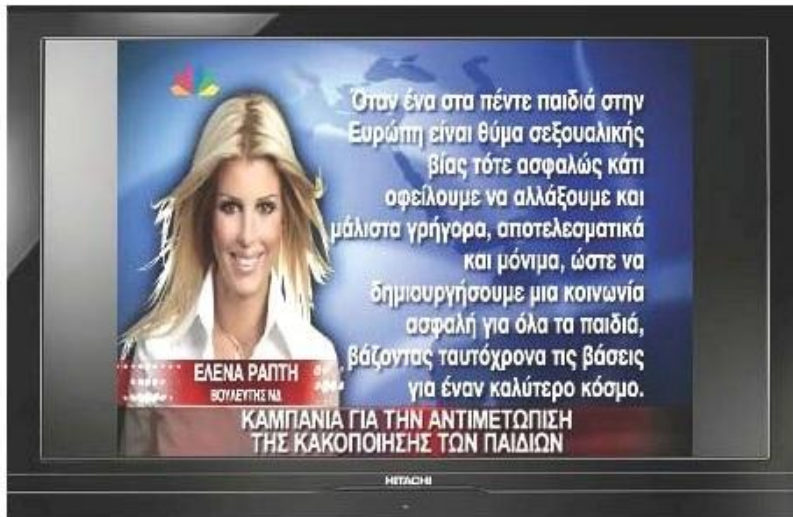 Όταν ένα στα πέντε παιδιά στην
Ευρώπη είναι θύμα σεξουαλικής
βίας τότε ασφαλώς κάτι
οφείλουμε να αλλάξουμε και
μάλιστα γρήγορα, αποτελεσματικά
και μόνιμα, ώστε να
δημιουργήσουμε μια κοινωνία
ασφαλή για όλα τα παιδιά,
βάζοντας ταυτόχρονα τις βάσεις
για έναν καλύτερο κόσμο.
ΕΛΕΝΑ ΡΑΠΤΗ
ΒΟΥΛΕΥΤΗΣ ΝΔ
ΚΑΜΠΑΝΙΑ ΓΙΑ ΤΗΝ ΑΝΤΙΜΕΤΩΠΙΣΗ
ΤΗΣ ΚΑΚΟΠΟΙΗΣΗΣ ΤΩΝ ΠΑΙΔΙΩΝ
HITACHI